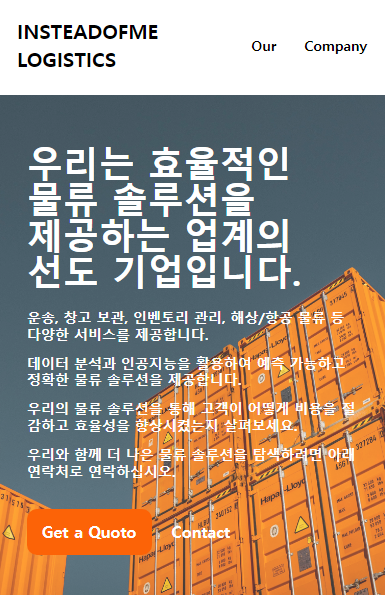 INSTEADOFME
LOGISTICS
Our Company
우리는 효율적인
물류 솔루션을
제공하는 업계의
선도 기업입니다.
운송, 창고 보관, 인벤토리 관리, 해상/항공 물류 등
다양한 서비스를 제공합니다.
데이터 분석과 인공지능을 활용하여 예측 가능하고
정확한 물류 솔루션을 제공합니다.
우리의 물류 솔루션을 통해 고객이 어떻게 비용을 절
감하고 효율성을 향상시켰는지 살펴보세요.
우리와 함께 더 나은 물류 솔루션을 탐색하려면 아래
연락처로 연락하십시오.
Get a Quoto
Contact
Hapag-Lloyd
Hapag-Lloyd
Hapag-Lloyd